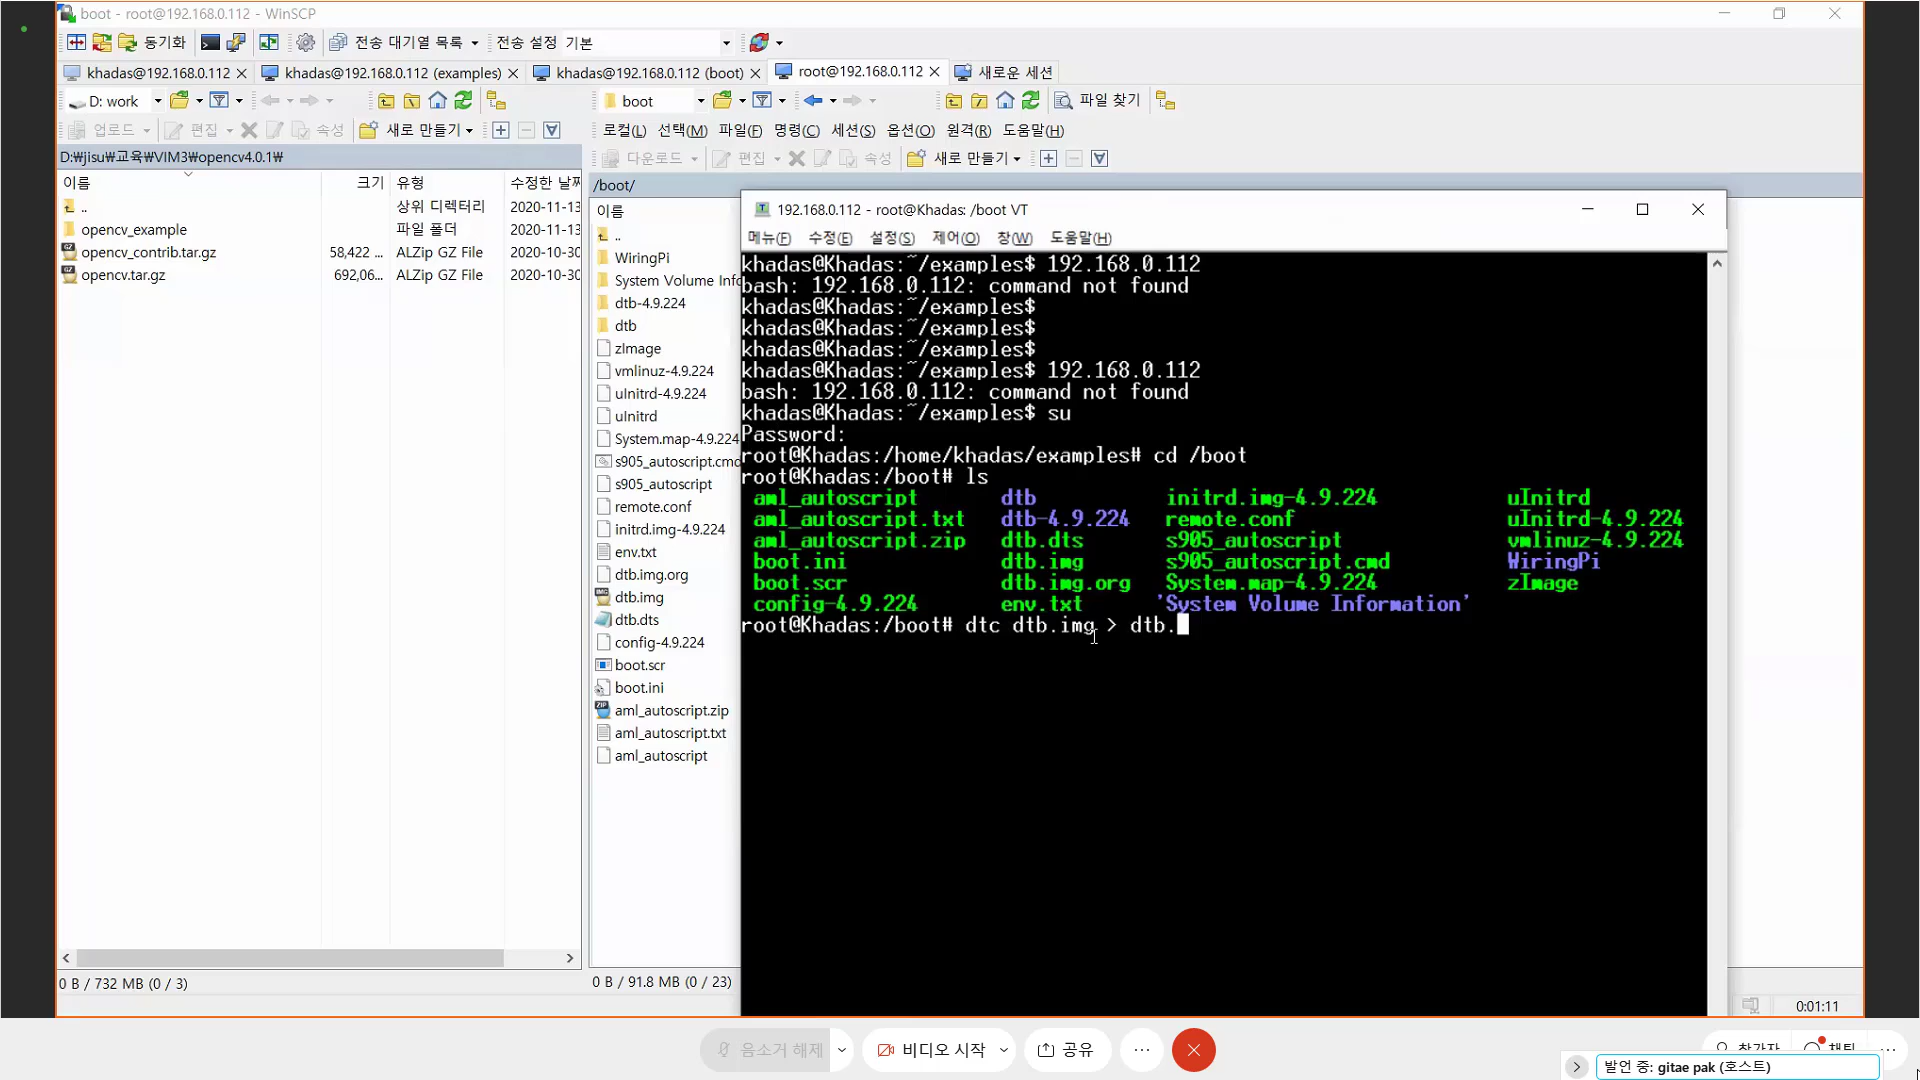 boot - root@192.168.0.112 - WinSCP
동기화 전송 대기열 목록 전송 설정 기본
khadas@192.168.0.112 khadas@192.168.0.112 (examples) khadas@192.168.0.112 (boot) root@192.168.0.112 새로운 세션
D: work boot 파일 찾기
업로드 편집 속성 새로 만들기
로컬(L) 선택(M) 파일(F) 명령(C) 세션(S) 옵션(O) 원격(R) 도움말(H)
다운로드 편집 속성 새로 만들기
D:₩jisu₩교육₩VIM3₩opencv4.0.1₩
이름 크기 유형 수정한 날짜
.. 상위 디렉터리 2020-11-13
opencv_example 파일 폴더 2020-11-13
opencv_contrib.tar.gz 58,422 ... ALZip GZ File 2020-10-30
opencv.tar.gz 692,06... ALZip GZ File 2020-10-30
0 B / 732 MB (0 / 3)
/boot/
이름
..
WiringPi
System Volume Info
dtb-4.9.224
dtb
zImage
vmlinuz-4.9.224
uInitrd-4.9.224
uInitrd
System.map-4.9.224
s905_autoscript.cmd
s905_autoscript
remote.conf
initrd.img-4.9.224
env.txt
dtb.img.org
dtb.img
dtb.dts
config-4.9.224
boot.scr
boot.ini
aml_autoscript.zip
aml_autoscript.txt
aml_autoscript
0 B / 91.8 MB (0 / 23)
192.168.0.112 - root@Khadas: /boot VT
메뉴(F) 수정(E) 설정(S) 제어(O) 창(W) 도움말(H)
khadas@Khadas:~/examples$ 192.168.0.112
bash: 192.168.0.112: command not found
khadas@Khadas:~/examples$
khadas@Khadas:~/examples$
khadas@Khadas:~/examples$
khadas@Khadas:~/examples$ 192.168.0.112
bash: 192.168.0.112: command not found
khadas@Khadas:~/examples$ su
Password:
root@Khadas:/home/khadas/examples# cd /boot
root@Khadas:/boot# ls
aml_autoscript dtb initrd.img-4.9.224 uInitrd
aml_autoscript.txt dtb-4.9.224 remote.conf uInitrd-4.9.224
aml_autoscript.zip dtb.dts s905_autoscript vmlinuz-4.9.224
boot.ini dtb.img s905_autoscript.cmd WiringPi
boot.scr dtb.img.org System.map-4.9.224 zImage
config-4.9.224 env.txt 'System Volume Information'
root@Khadas:/boot# dtc dtb.img > dtb.
0:01:11
음소거 해제 비디오 시작 공유 ... 참가자 채팅 ...
발언 중: gitae pak (호스트)